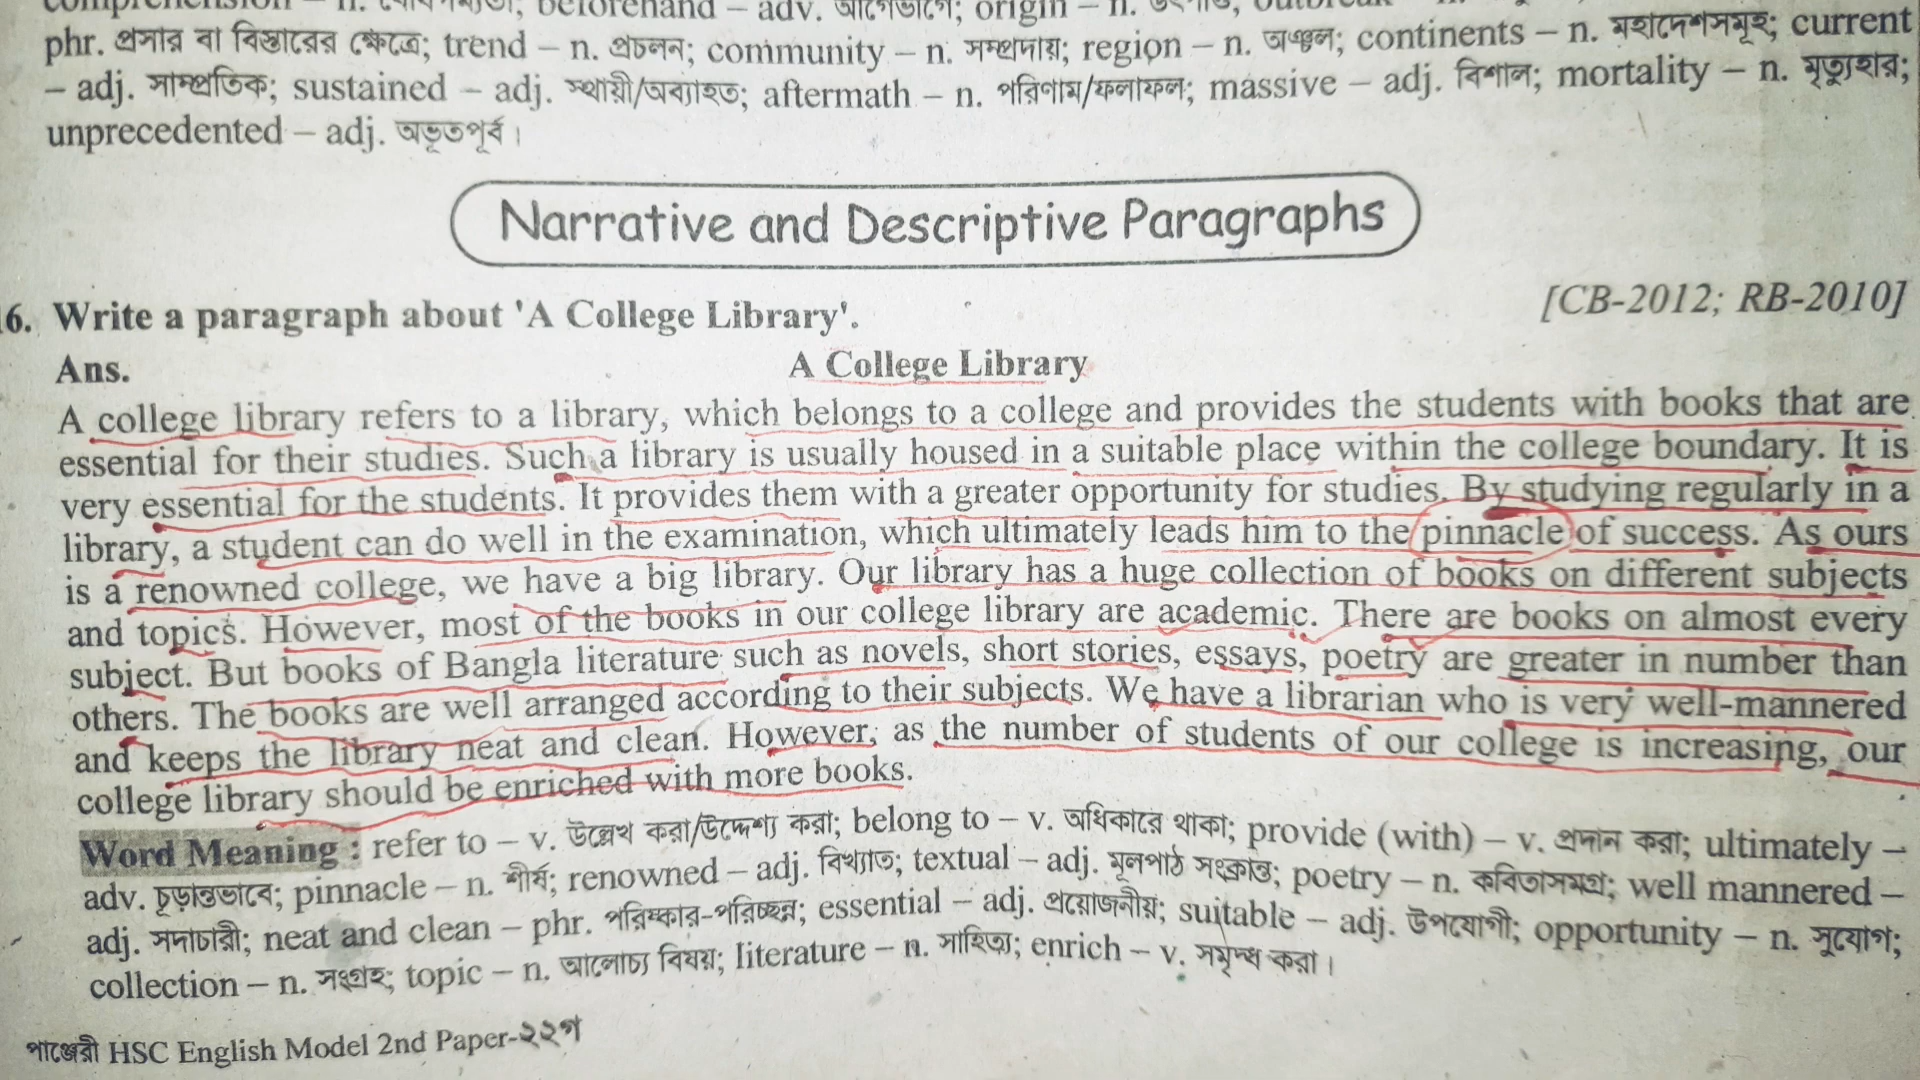 beforehand – adv. আগেভাগে; origin – n.
phr. প্রসার বা বিস্তারের ক্ষেত্রে; trend – n. প্রচলন; community – n. সম্প্রদায়; region – n. অঞ্চল; continents – n. মহাদেশসমূহ; current
– adj. সাম্প্রতিক; sustained – adj. স্থায়ী/অব্যাহত; aftermath – n. পরিণাম/ফলাফল; massive – adj. বিশাল; mortality – n. মৃত্যুহার;
unprecedented – adj. অভূতপূর্ব।
Narrative and Descriptive Paragraphs
6. Write a paragraph about 'A College Library'. [CB-2012; RB-2010]
Ans. A College Library
A college library refers to a library, which belongs to a college and provides the students with books that are
essential for their studies. Such a library is usually housed in a suitable place within the college boundary. It is
very essential for the students. It provides them with a greater opportunity for studies. By studying regularly in a
library, a student can do well in the examination, which ultimately leads him to the pinnacle of success. As ours
is a renowned college, we have a big library. Our library has a huge collection of books on different subjects
and topics. However, most of the books in our college library are academic. There are books on almost every
subject. But books of Bangla literature such as novels, short stories, essays, poetry are greater in number than
others. The books are well arranged according to their subjects. We have a librarian who is very well-mannered
and keeps the library neat and clean. However, as the number of students of our college is increasing, our
college library should be enriched with more books.
Word Meaning : refer to – v. উল্লেখ করা/উদ্দেশ্য করা; belong to – v. অধিকারে থাকা; provide (with) – v. প্রদান করা; ultimately –
adv. চূড়ান্তভাবে; pinnacle – n. শীর্ষ; renowned – adj. বিখ্যাত; textual – adj. মূলপাঠ সংক্রান্ত; poetry – n. কবিতাসমগ্র; well mannered –
adj. সদাচারী; neat and clean – phr. পরিষ্কার-পরিচ্ছন্ন; essential – adj. প্রয়োজনীয়; suitable – adj. উপযোগী; opportunity – n. সুযোগ;
collection – n. সংগ্রহ; topic – n. আলোচ্য বিষয়; literature – n. সাহিত্য; enrich – v. সমৃদ্ধ করা।
পাঞ্জেরী HSC English Model 2nd Paper-২২গ